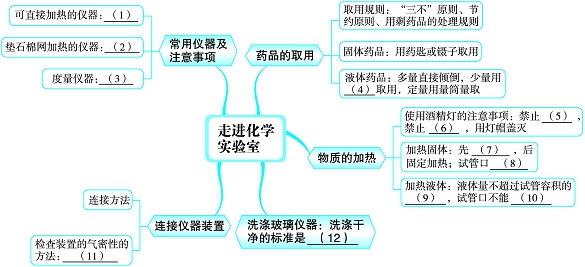 可直接加热的仪器：（1）
垫石棉网加热的仪器：（2）
度量仪器：（3）
常用仪器及
注意事项
药品的取用
取用规则：“三不”原则、节
约原则、用剩药品的处理规则
固体药品：用药匙或镊子取用
液体药品：多量直接倾倒，少量用
（4）取用，定量用量筒量取
走进化学
实验室
物质的加热
使用酒精灯的注意事项：禁止（5），
禁止（6），用灯帽盖灭
加热固体：先（7），后
固定加热；试管口（8）
加热液体：液体量不超过试管容积的
（9），试管口不能（10）
连接方法
检查装置的气密性的
方法：（11）
连接仪器装置
洗涤玻璃仪器：洗涤干
净的标准是（12）